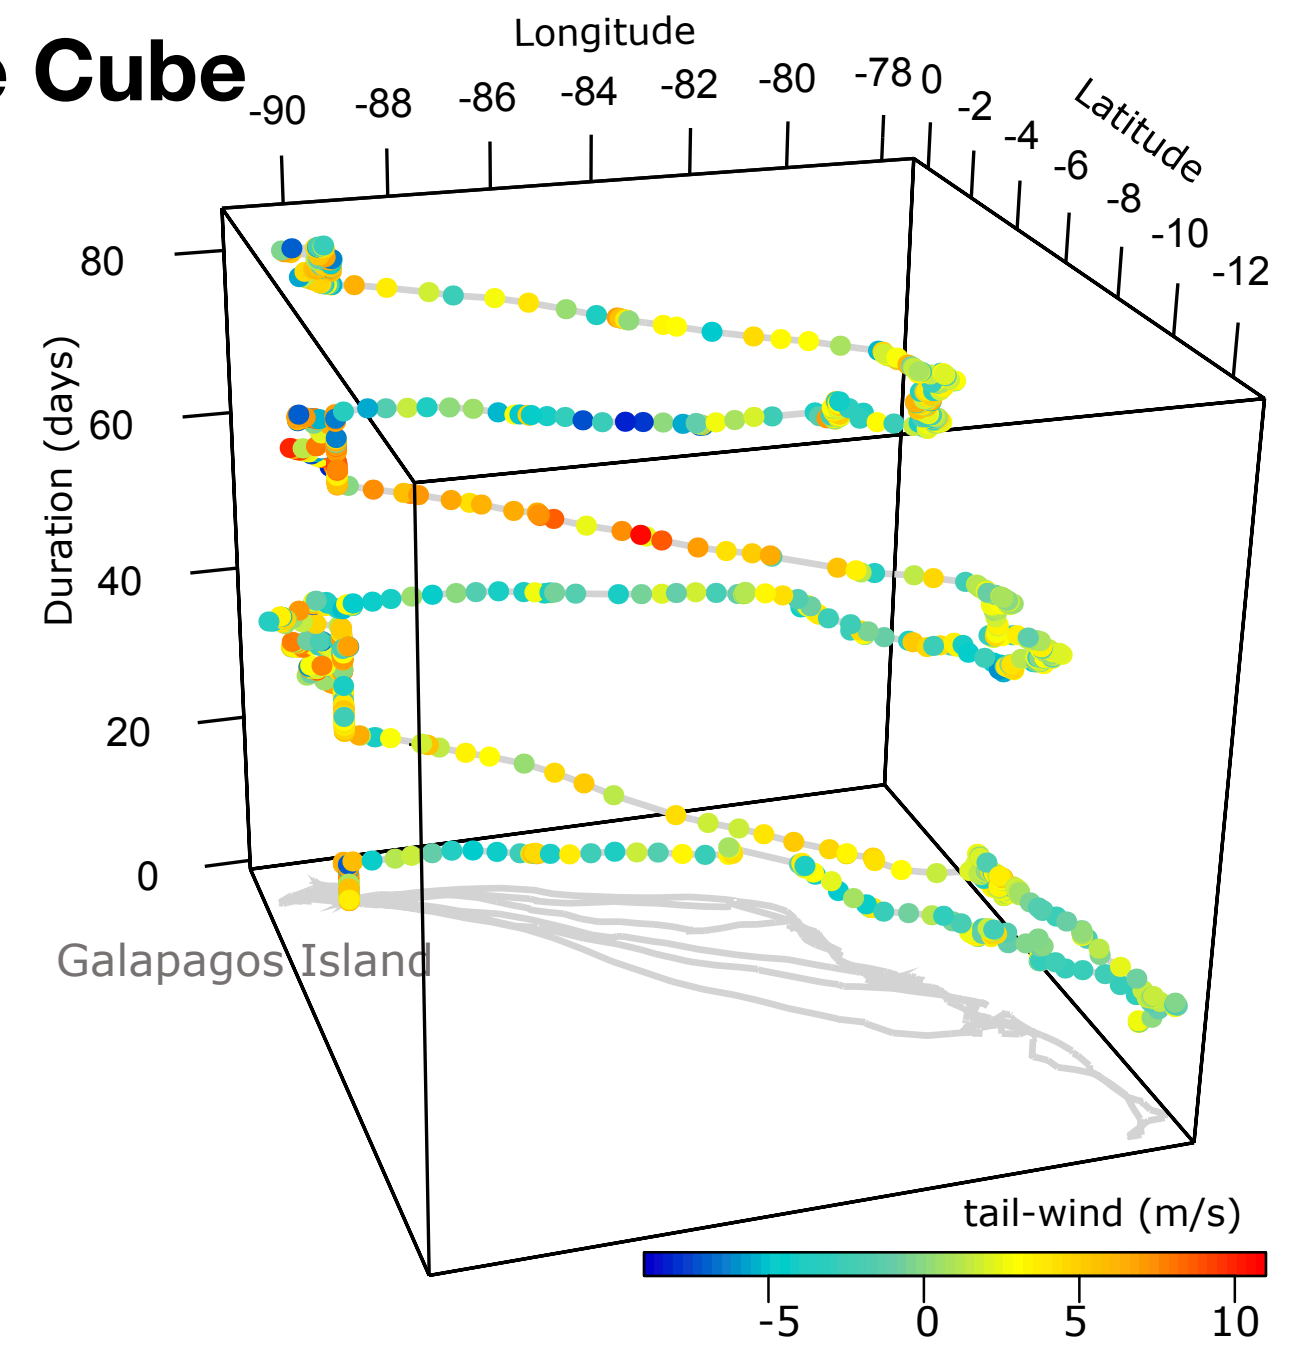 e Cube
Longitude
-90 -88 -86 -84 -82 -80 -78
0 -2 -4 -6 -8 -10 -12
Latitude
Duration (days)
80
60
40
20
0
Galapagos Island
tail-wind (m/s)
-5 0 5 10